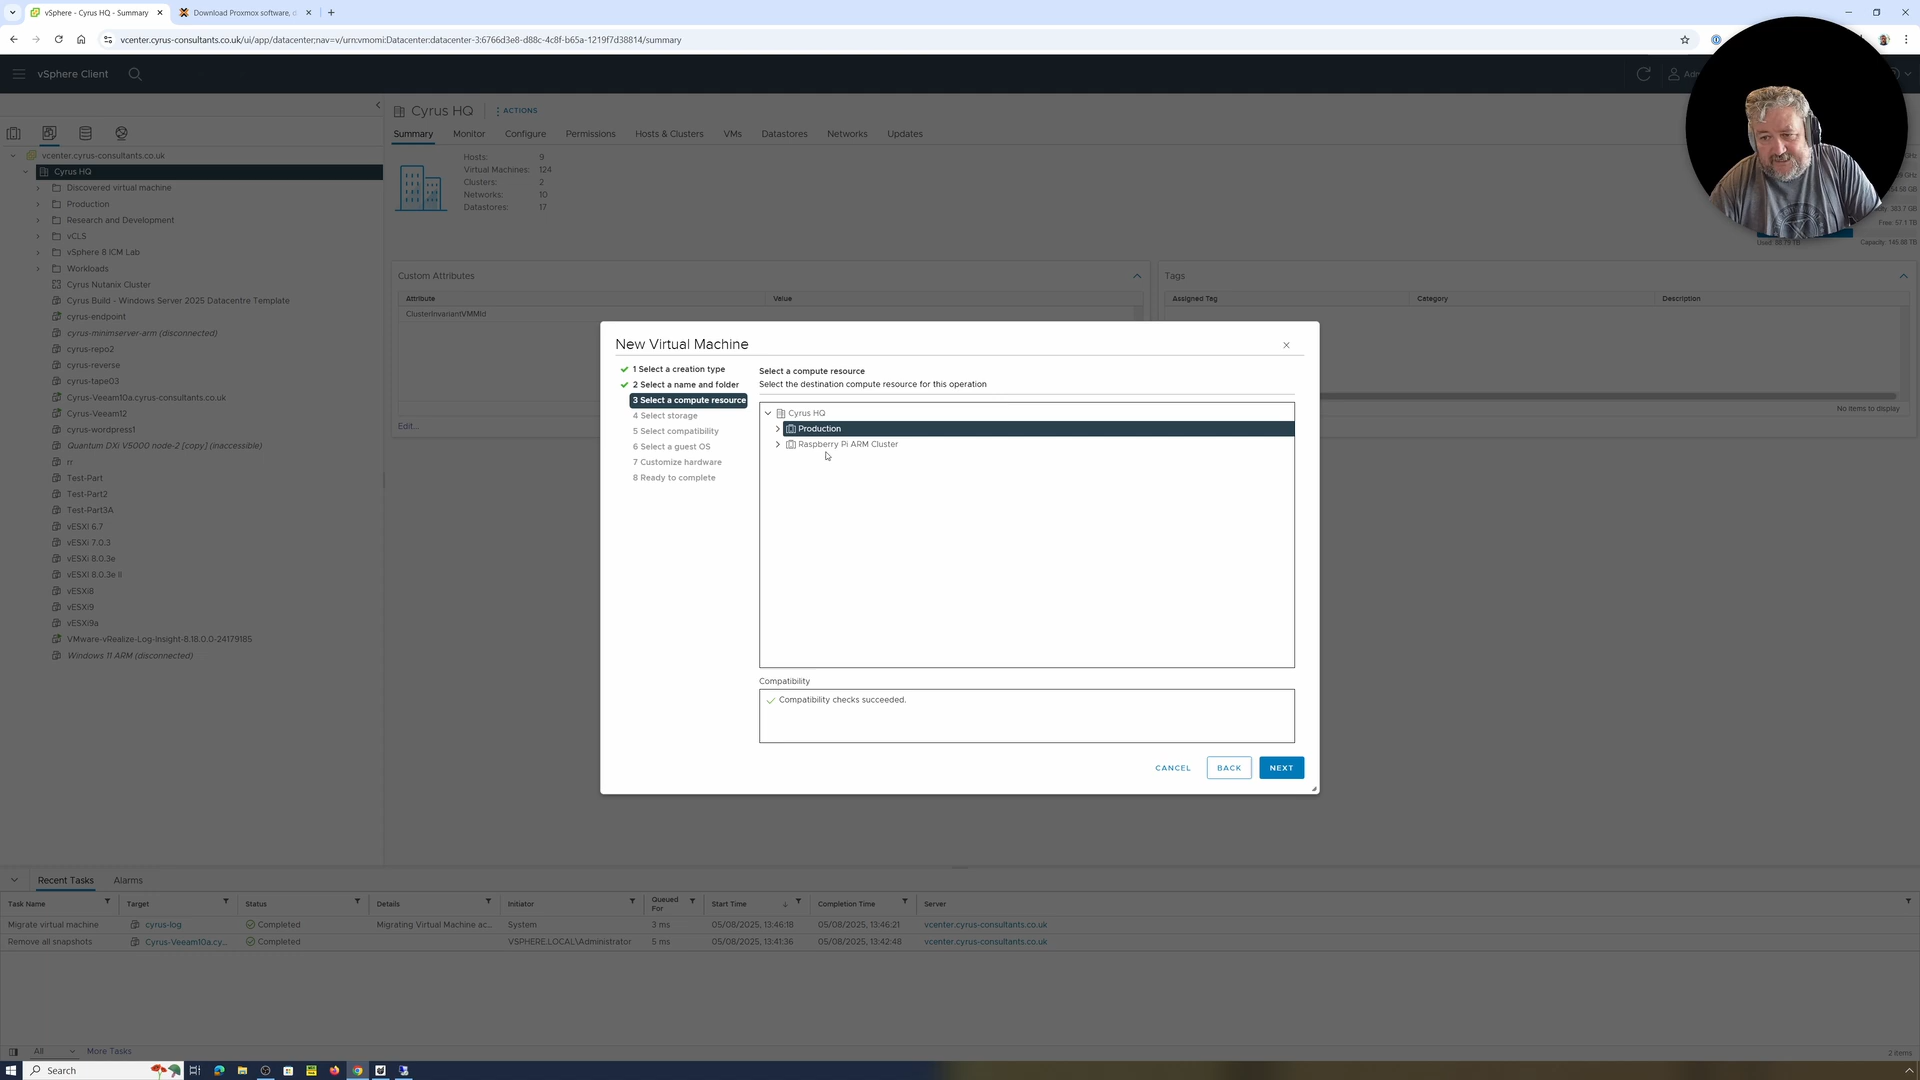 vSphere - Cyrus HQ - Summary
Download Proxmox software, d
vcenter.cyrus-consultants.co.uk/ui/app/datacenter;nav=v/urn:vmomi:Datacenter:datacenter-3:6766d3e8-d88c-4c8f-b65a-1219f7d38814/summary
vSphere Client
Cyrus HQ
ACTIONS
Summary
Monitor
Configure
Permissions
Hosts & Clusters
VMs
Datastores
Networks
Updates
vcenter.cyrus-consultants.co.uk
Cyrus HQ
Discovered virtual machine
Production
Research and Development
vCLS
vSphere 8 ICM Lab
Workloads
Cyrus Nutanix Cluster
Cyrus Build - Windows Server 2025 Datacentre Template
cyrus-endpoint
cyrus-minimserver-arm (disconnected)
cyrus-repo2
cyrus-reverse
cyrus-tape03
Cyrus-Veeam10a.cyrus-consultants.co.uk
Cyrus-Veeam12
cyrus-wordpress1
Quantum DXi V5000 node-2 [copy] (inaccessible)
rr
Test-Part
Test-Part2
Test-Part3A
vESXI 6.7
vESXi 7.0.3
vESXi 8.0.3e
vESXi 8.0.3e II
vESXi8
vESXi9
vESXi9a
VMware-vRealize-Log-Insight-8.18.0.0-24179185
Windows 11 ARM (disconnected)
Hosts: 9
Virtual Machines: 124
Clusters: 2
Networks: 10
Datastores: 17
Free: 57.1 TB
Capacity: 145.88 TB
Custom Attributes
Attribute
Value
ClusterInvariantVMMId
Edit...
Tags
Assigned Tag
Category
Description
No items to display
New Virtual Machine
1 Select a creation type
2 Select a name and folder
3 Select a compute resource
4 Select storage
5 Select compatibility
6 Select a guest OS
7 Customize hardware
8 Ready to complete
Select a compute resource
Select the destination compute resource for this operation
Cyrus HQ
Production
Raspberry Pi ARM Cluster
Compatibility
Compatibility checks succeeded.
CANCEL
BACK
NEXT
Recent Tasks
Alarms
Task Name
Target
Status
Details
Initiator
Queued For
Start Time
Completion Time
Server
Migrate virtual machine
cyrus-log
Completed
Migrating Virtual Machine ac...
System
3 ms
05/08/2025, 13:46:18
05/08/2025, 13:46:21
vcenter.cyrus-consultants.co.uk
Remove all snapshots
Cyrus-Veeam10a.cy...
Completed
VSPHERE.LOCAL\Administrator
5 ms
05/08/2025, 13:41:36
05/08/2025, 13:42:48
vcenter.cyrus-consultants.co.uk
All
More Tasks
2 items
Search